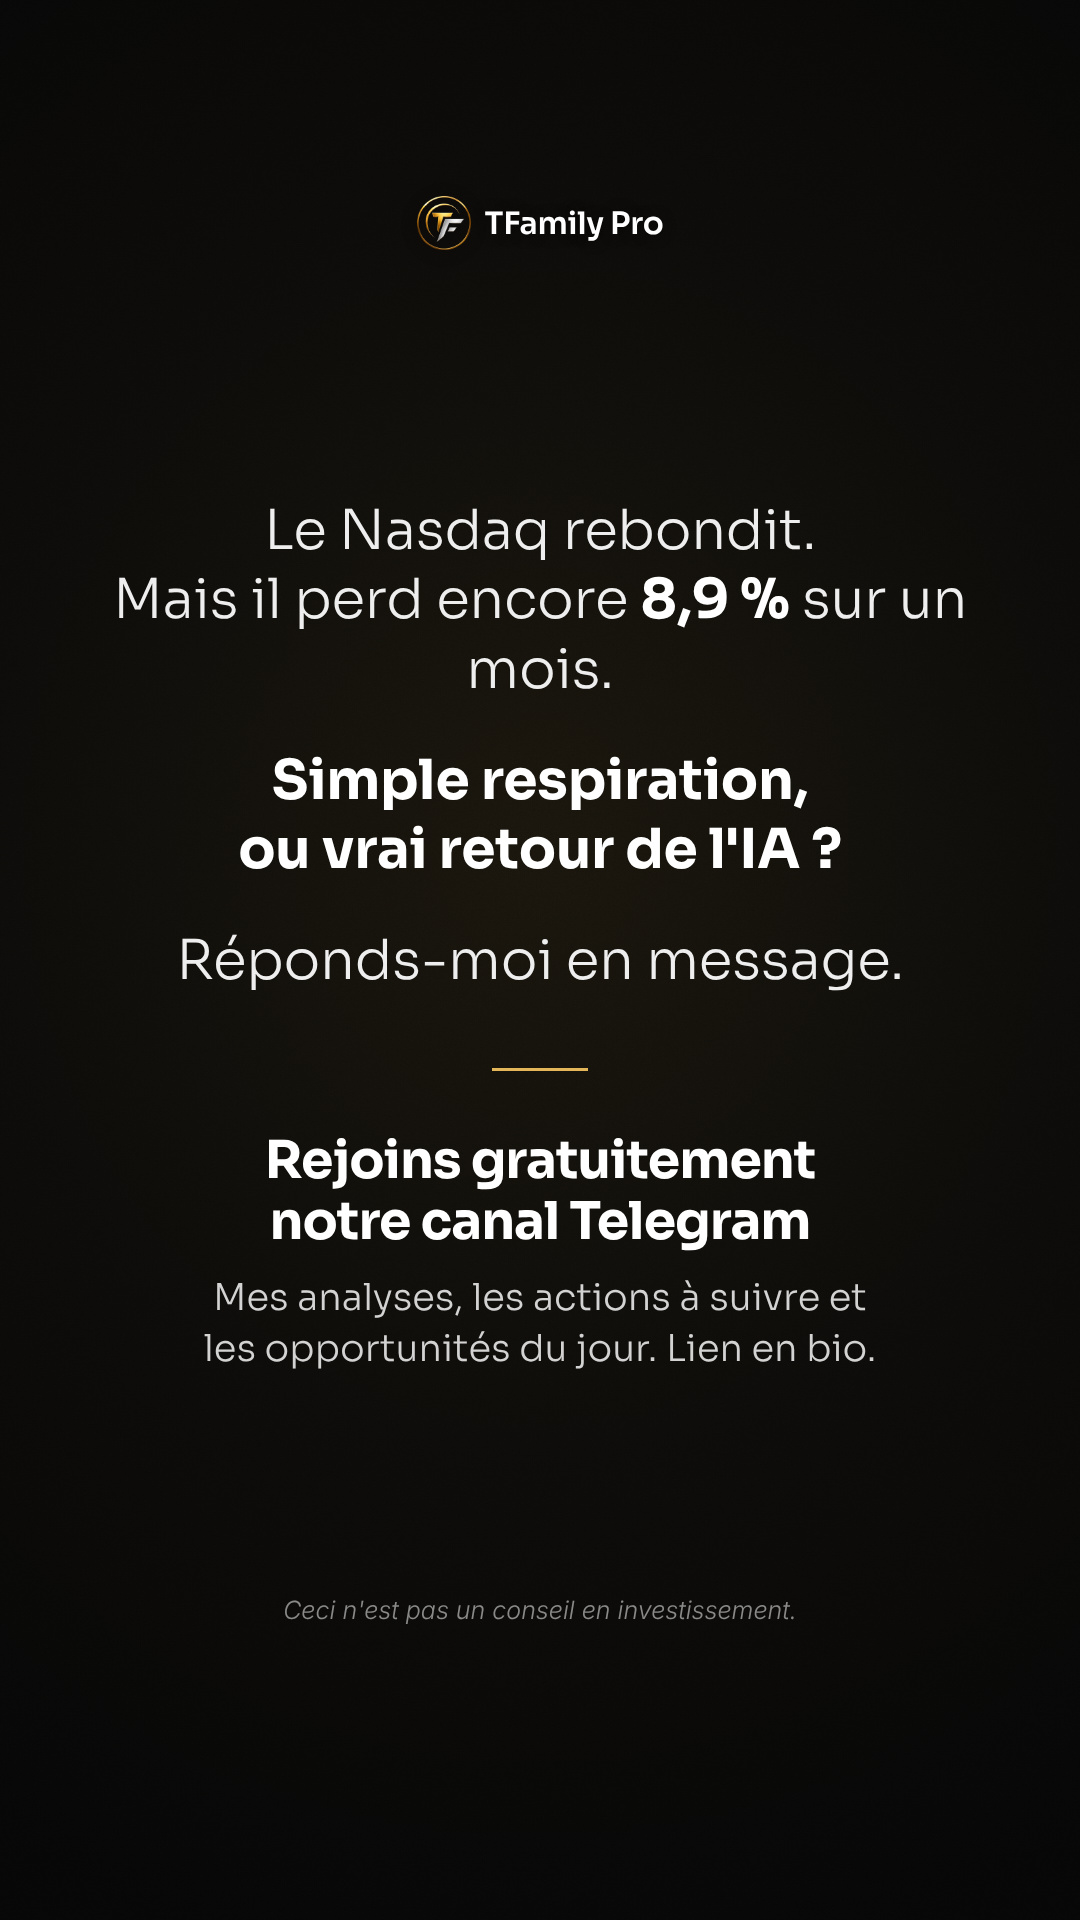 TFamily Pro
Le Nasdaq rebondit.
Mais il perd encore 8,9 % sur un
mois.
Simple respiration,
ou vrai retour de l'IA ?
Réponds-moi en message.
Rejoins gratuitement
notre canal Telegram
Mes analyses, les actions à suivre et
les opportunités du jour. Lien en bio.
Ceci n'est pas un conseil en investissement.